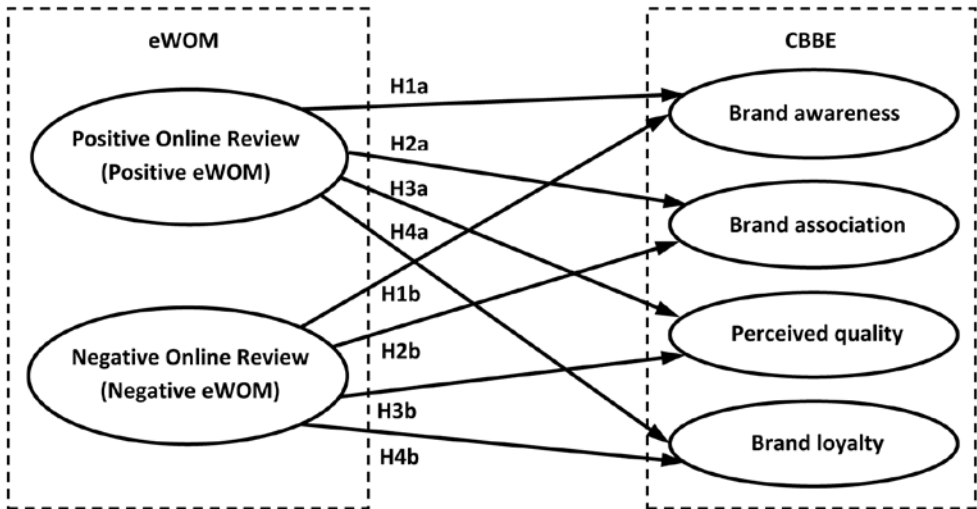 eWOM
CBBE
Positive Online Review
(Positive eWOM)
Negative Online Review
(Negative eWOM)
H1a
H2a
H3a
H4a
H1b
H2b
H3b
H4b
Brand awareness
Brand association
Perceived quality
Brand loyalty